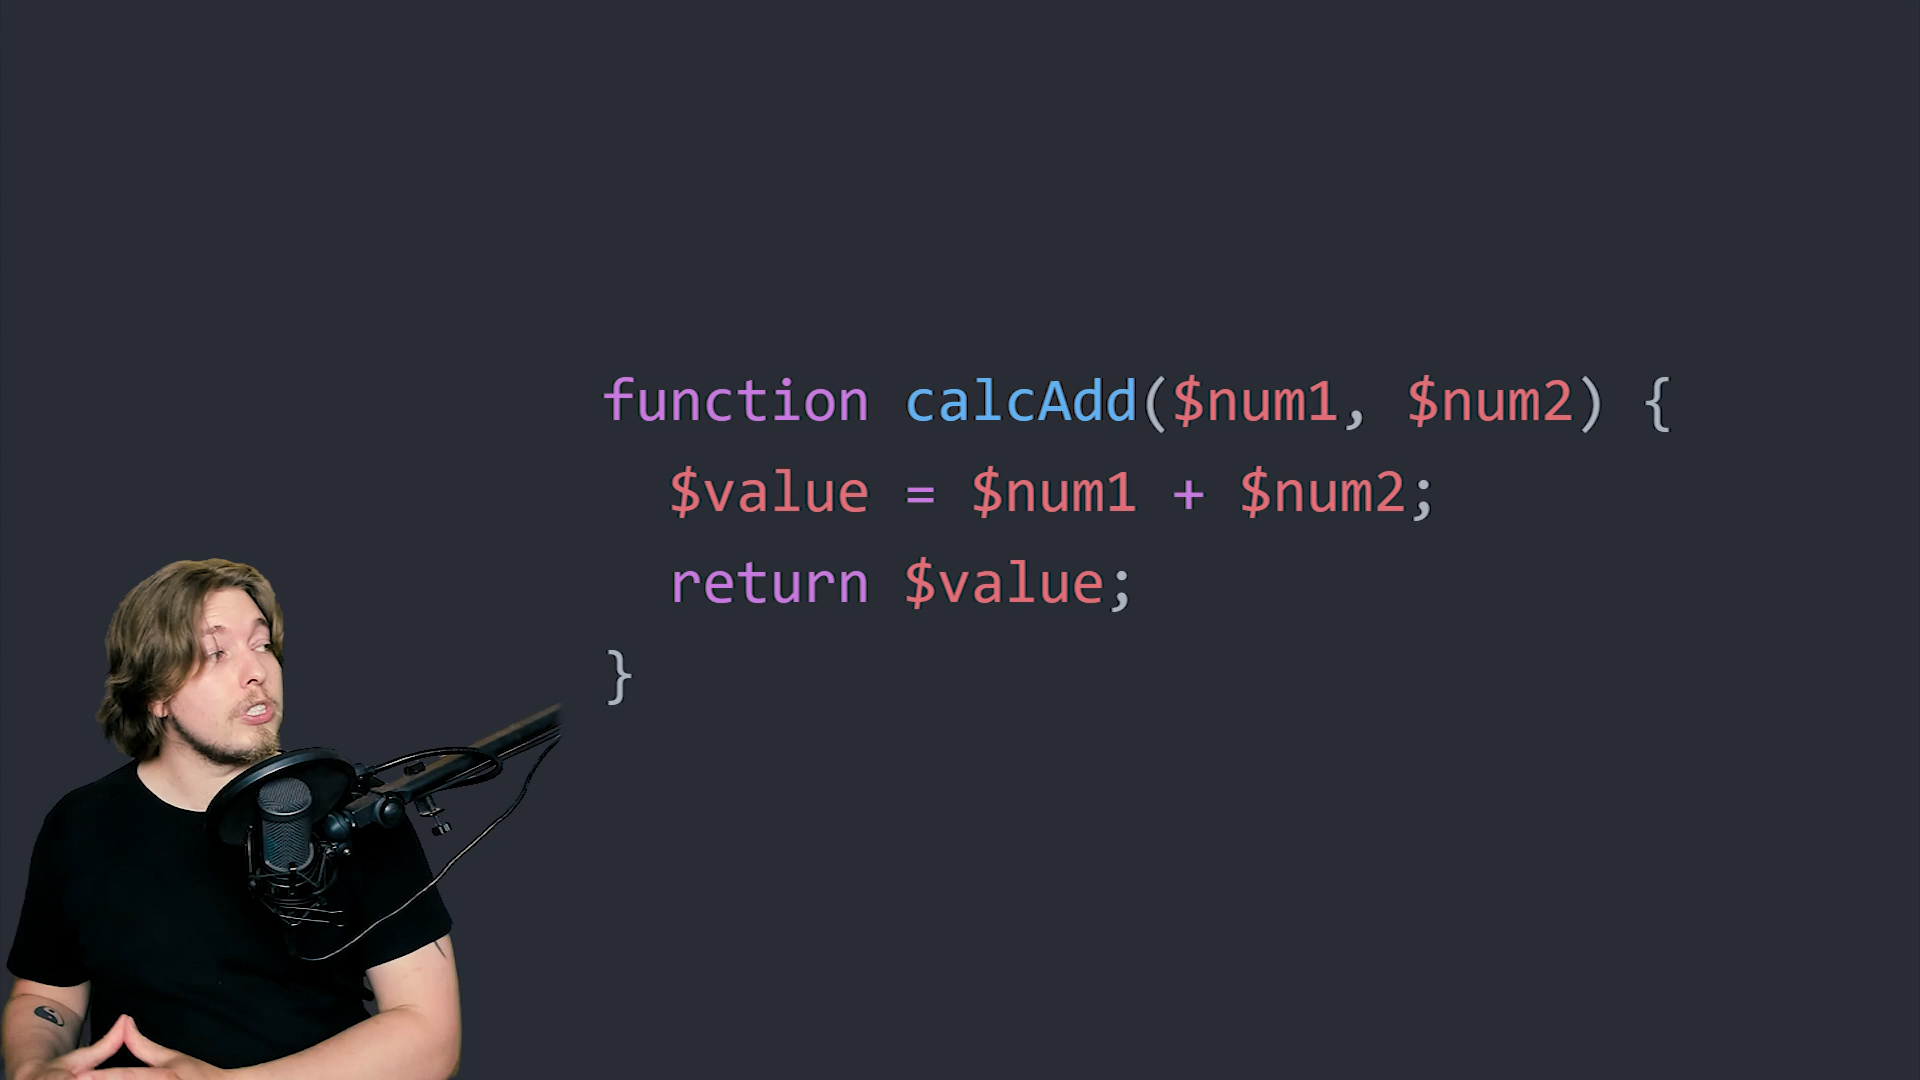 function calcAdd($num1, $num2) {
$value = $num1 + $num2;
return $value;
}